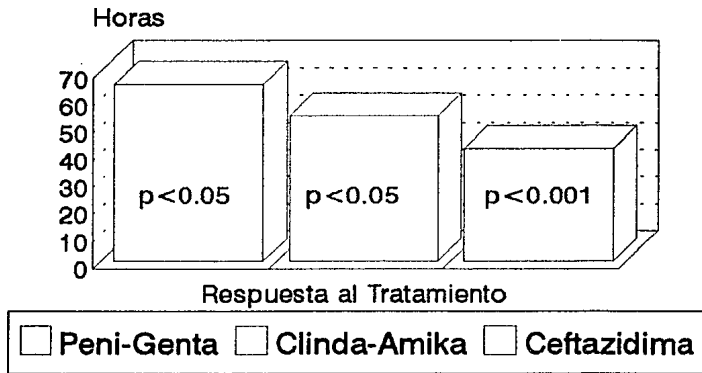 Horas
70
60
50
40
30
20
10
0
p<0.05
p<0.05
p<0.001
Respuesta al Tratamiento
Peni-Genta
Clinda-Amika
Ceftazidima